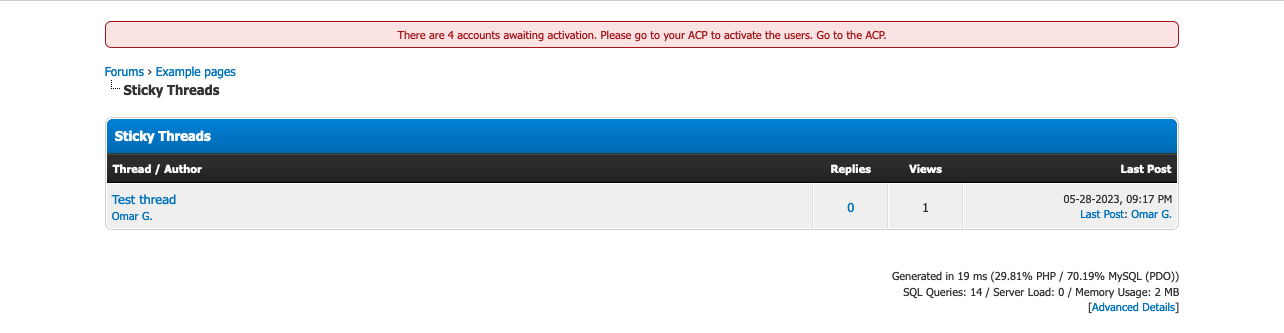 There are 4 accounts awaiting activation. Please go to your ACP to activate the users. Go to the ACP.
Forums › Example pages
Sticky Threads
Sticky Threads
Thread / Author Replies Views Last Post
Test thread 0 1 05-28-2023, 09:17 PM
Omar G. Last Post: Omar G.
Generated in 19 ms (29.81% PHP / 70.19% MySQL (PDO))
SQL Queries: 14 / Server Load: 0 / Memory Usage: 2 MB
[Advanced Details]